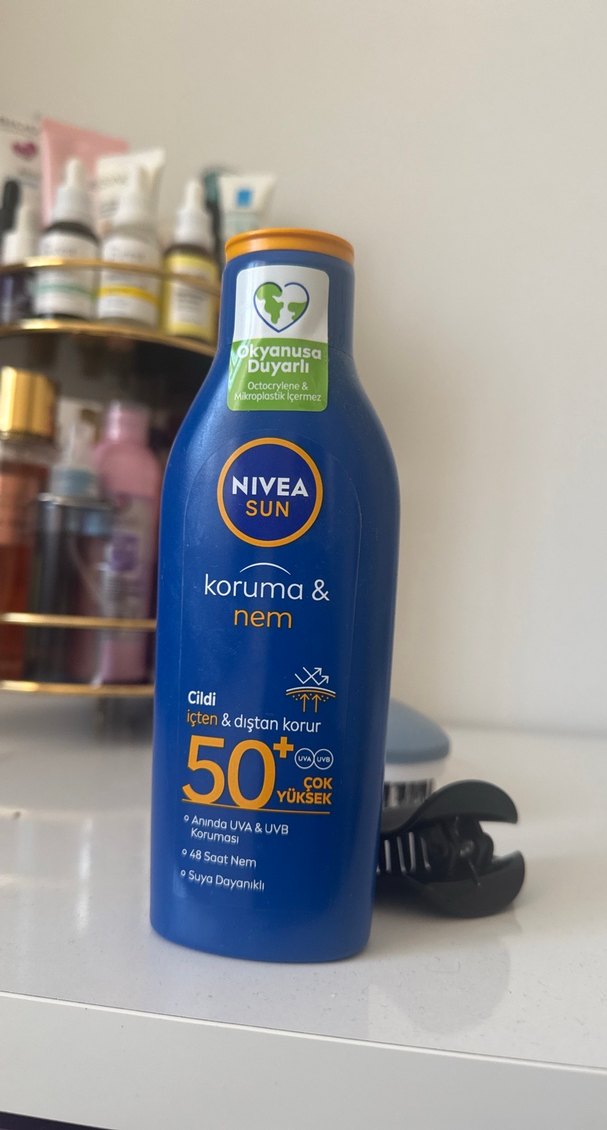 Okyanusa
Duyarlı
Octocrylene &
Mikroplastik İçermez
NIVEA
SUN
koruma &
nem
Cildi
içten & dıştan korur
50+
UVA UVB
ÇOK
YÜKSEK
Anında UVA & UVB
Koruması
48 Saat Nem
Suya Dayanıklı